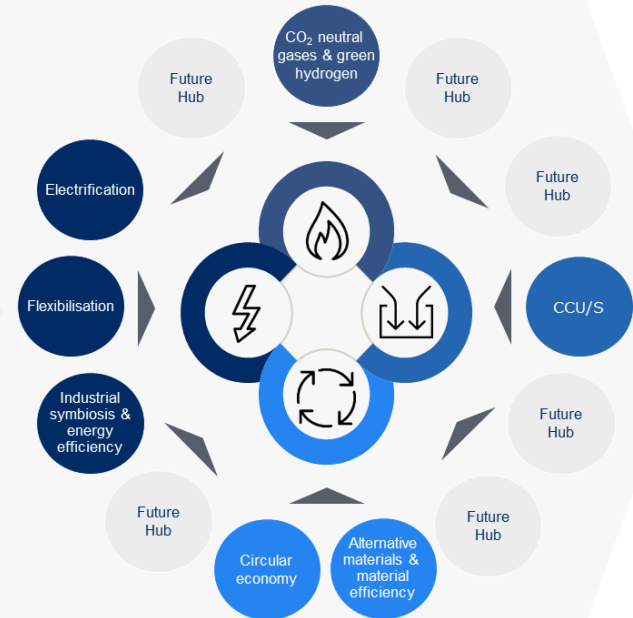 CO₂ neutral
gases & green
hydrogen
Future
Hub
Future
Hub
Future
Hub
CCU/S
Future
Hub
Future
Hub
Alternative
materials &
material
efficiency
Circular
economy
Future
Hub
Industrial
symbiosis &
energy
efficiency
Flexibilisation
Electrification